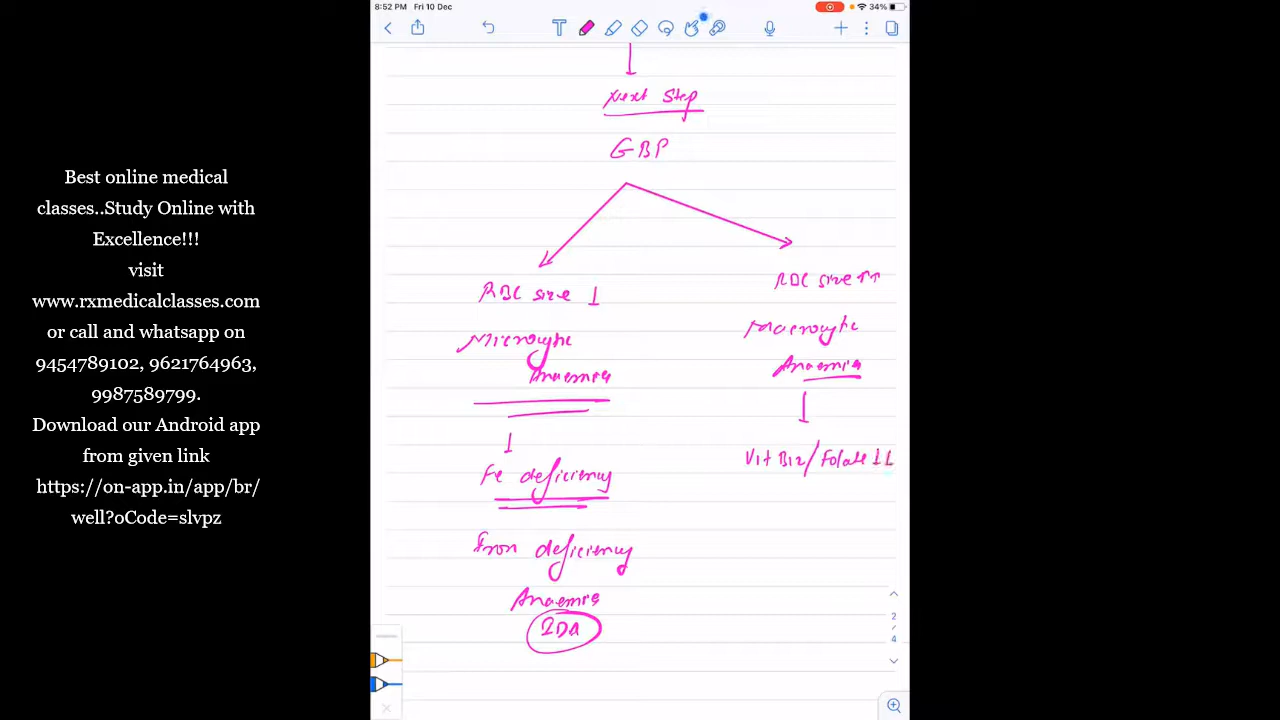 8:52 PM Fri 10 Dec
34%
Next Step
GBP
RBC size ↓
Microcytic
Anaemia
↓
Fe deficiency
Iron deficiency
Anaemia
IDA
RBC size ↑↑
Macrocytic
Anaemia
↓
Vit B12/Folate ↓↓
2
/
4
Best online medical
classes..Study Online with
Excellence!!!
visit
www.rxmedicalclasses.com
or call and whatsapp on
9454789102, 9621764963,
9987589799.
Download our Android app
from given link
https://on-app.in/app/br/
well?oCode=slvpz